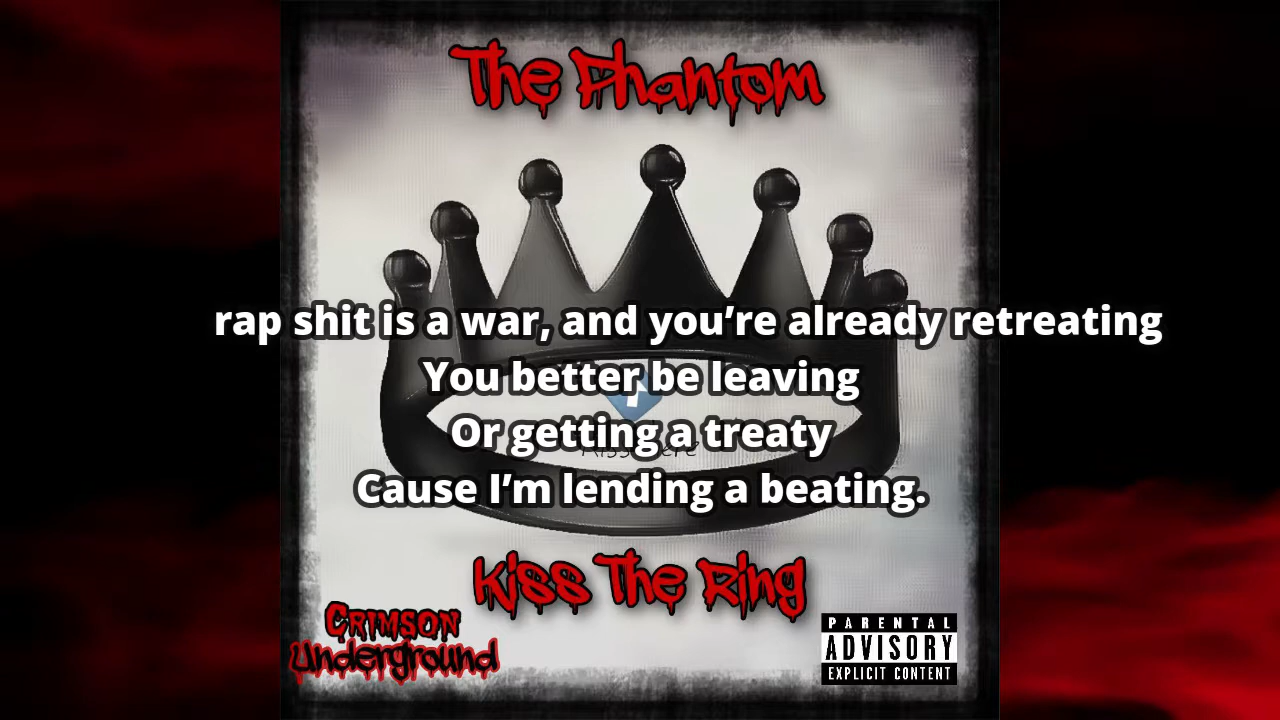 The Phantom
rap shit is a war, and you’re already retreating
You better be leaving
Or getting a treaty
Cause I’m lending a beating.
Kiss The Ring
Crimson
Underground
PARENTAL
ADVISORY
EXPLICIT CONTENT